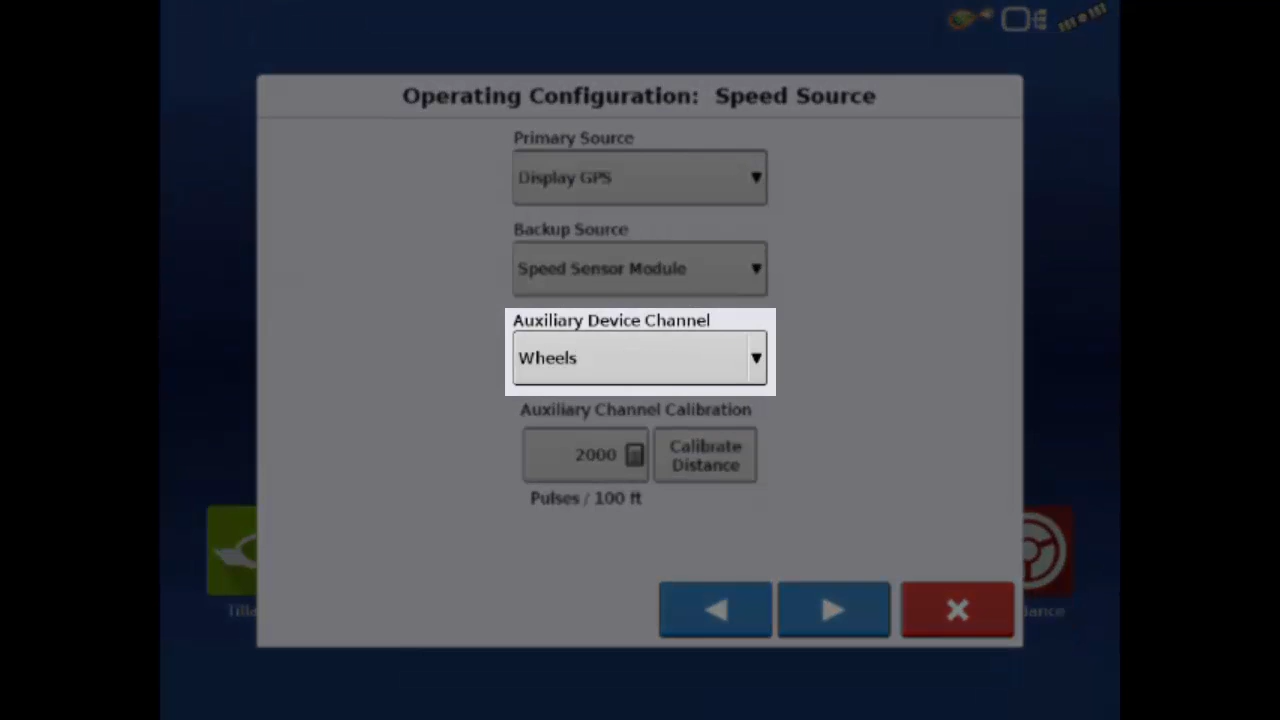 Operating Configuration: Speed Source
Primary Source
Display GPS
Backup Source
Speed Sensor Module
Auxiliary Device Channel
Wheels
Auxiliary Channel Calibration
2000
Calibrate
Distance
Pulses / 100 ft